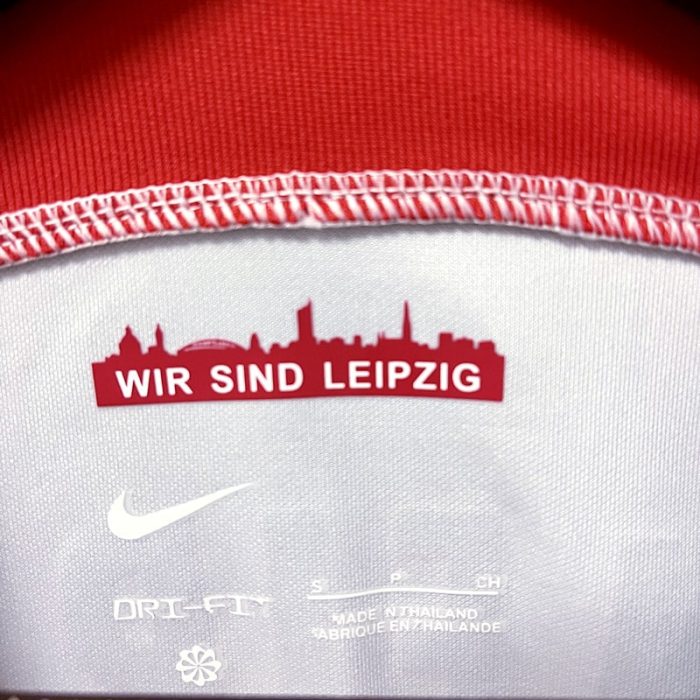 WIR SIND LEIPZIG
DRI-FIT
S P CH
MADE IN THAILAND
FABRIQUE EN THAILANDE